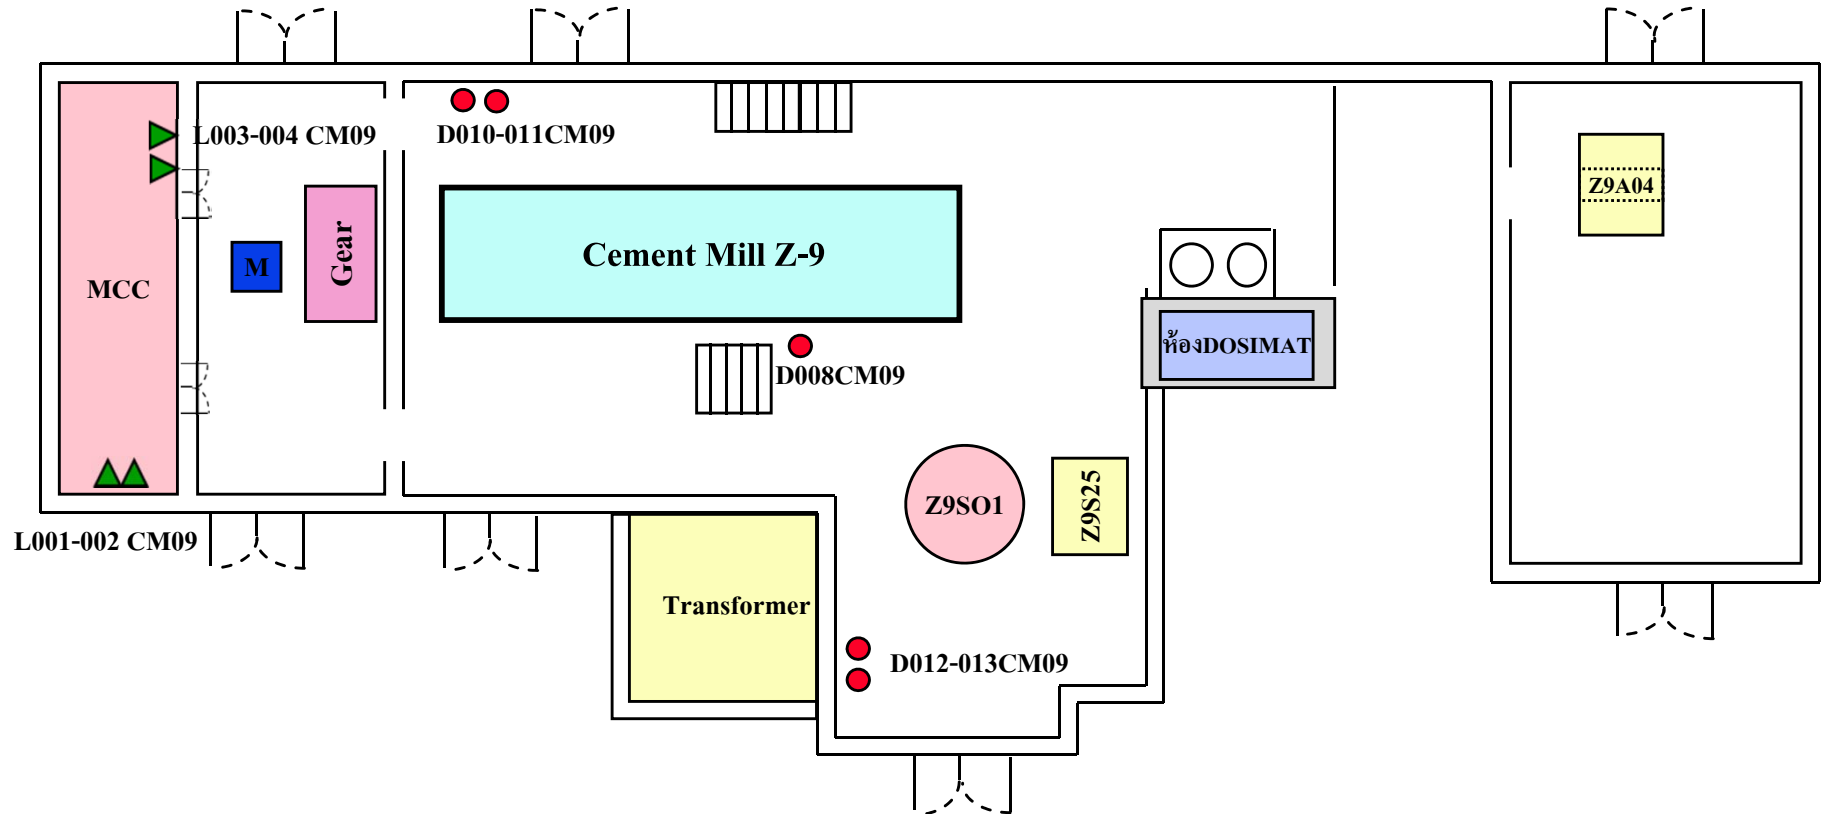 L003-004 CM09
D010-011CM09
Z9A04
Cement Mill Z-9
Gear
M
MCC
ห้องDOSIMAT
D008CM09
Z9SO1
Z9S25
L001-002 CM09
Transformer
D012-013CM09